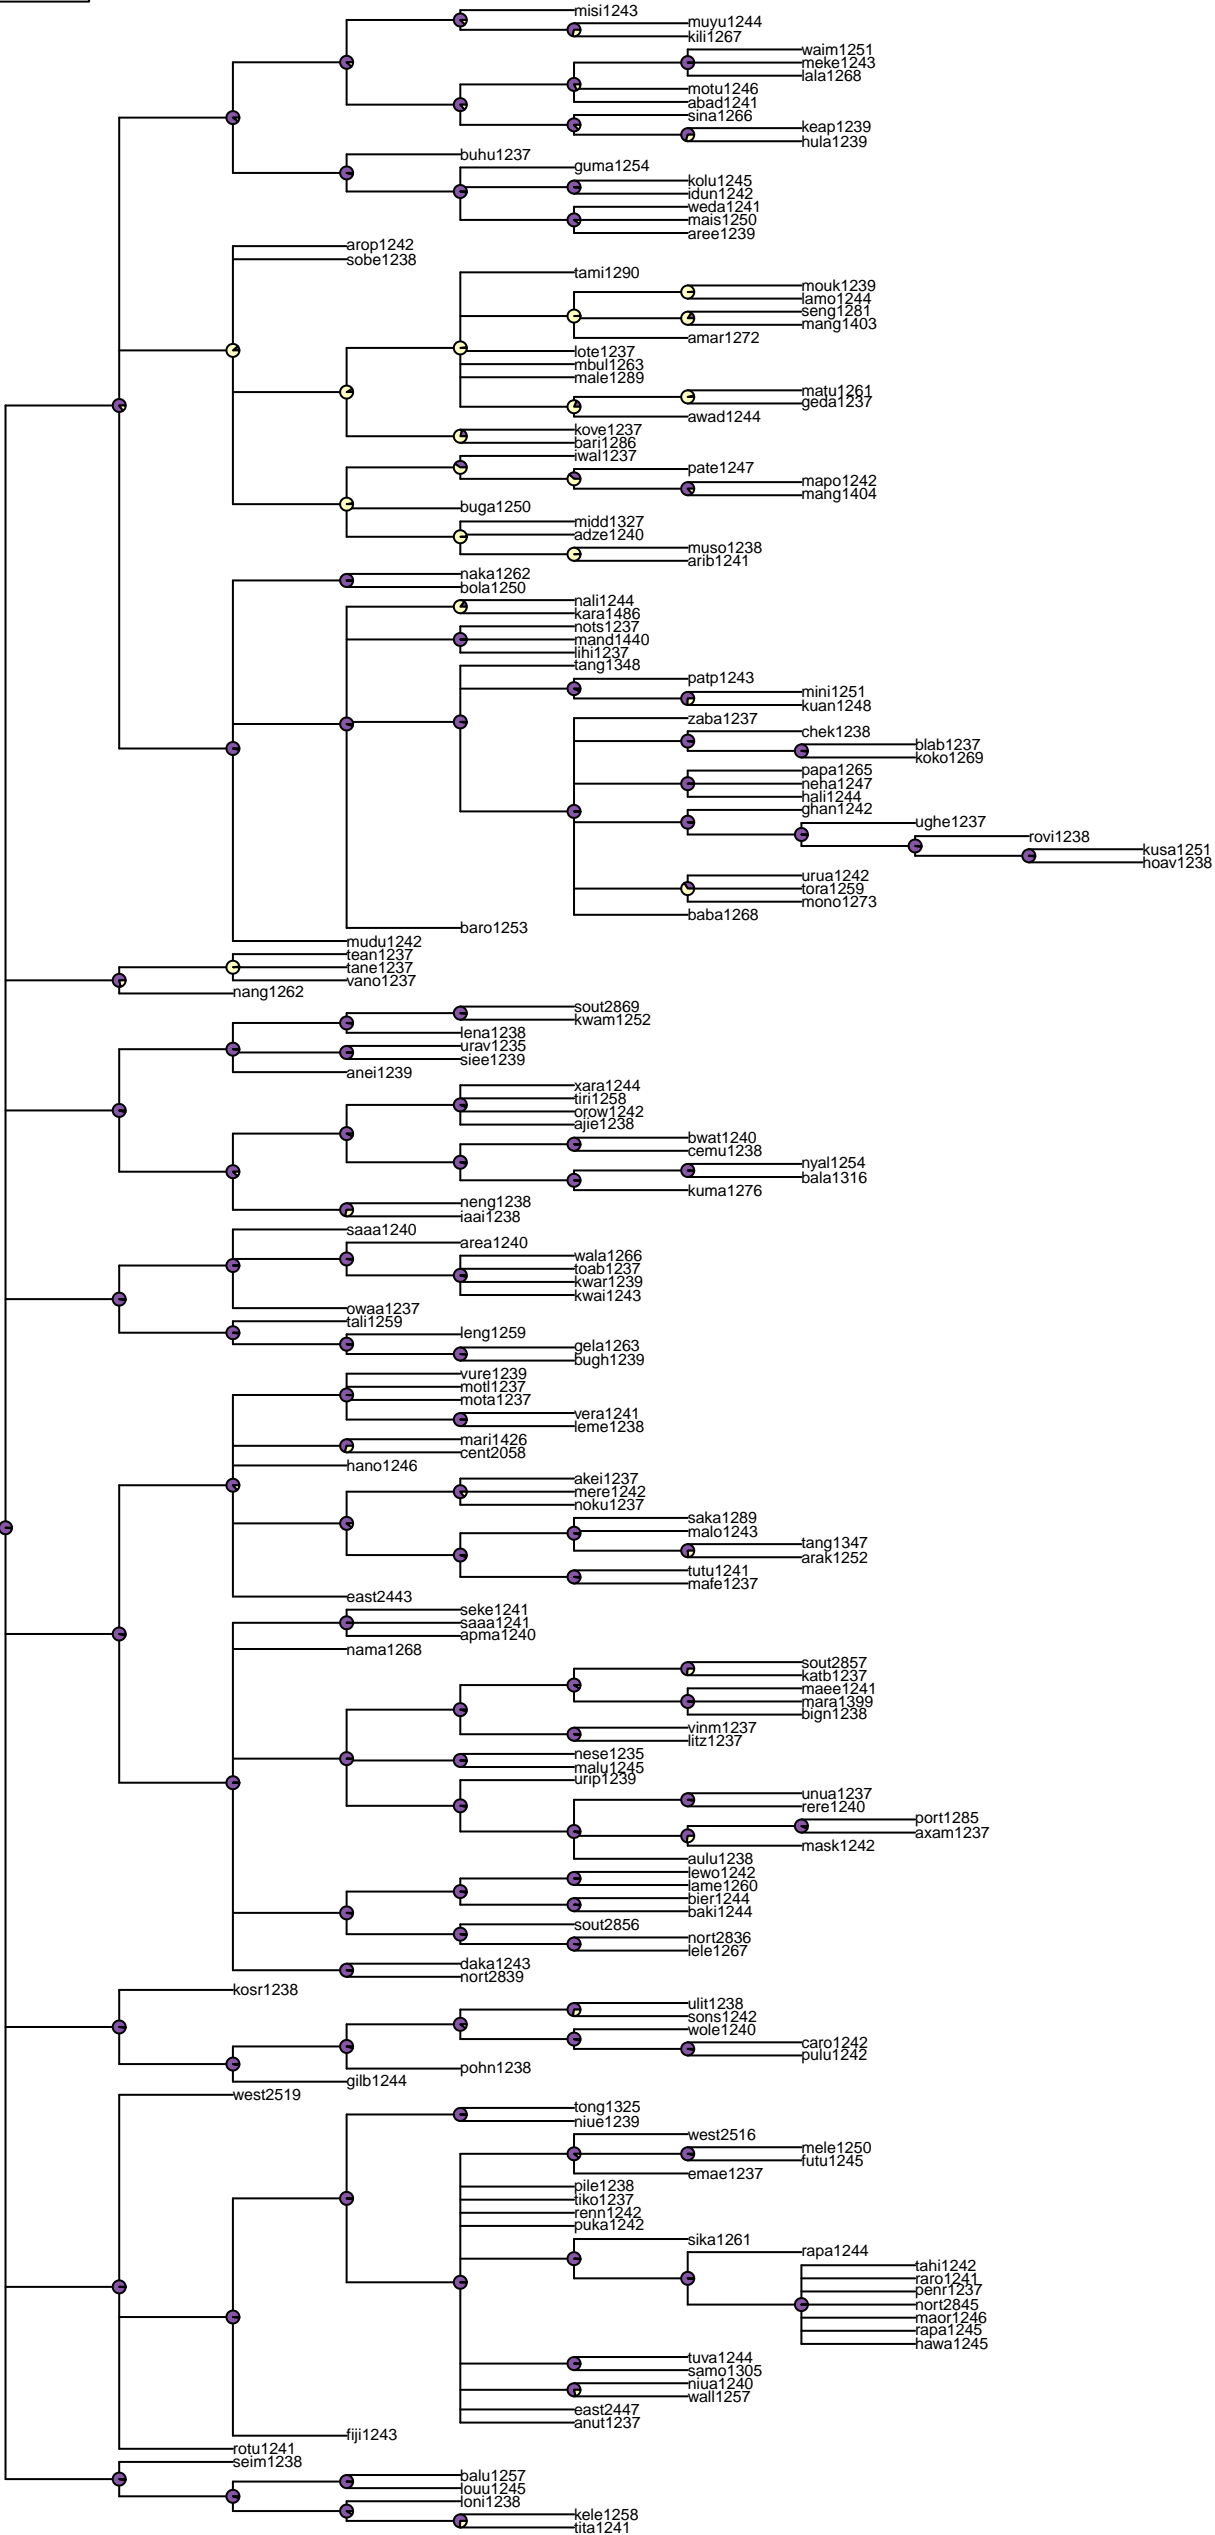 misi1243
muyu1244
kili1267
waim1251
meke1243
lala1268
motu1246
abad1241
sina1266
keap1239
hula1239
buhu1237
guma1254
kolu1245
idun1242
weda1241
mais1250
aree1239
arop1242
sobe1238
tami1290
mouk1239
lamo1244
seng1281
mang1403
amar1272
lote1237
mbul1263
male1289
matu1261
geda1237
awad1244
kove1237
bari1286
iwal1237
pate1247
mapo1242
mang1404
buga1250
midd1327
adze1240
muso1238
arib1241
naka1262
bola1250
nali1244
kara1486
nots1237
mand1440
lihi1237
tang1348
patp1243
mini1251
kuan1248
zaba1237
chek1238
blab1237
koko1269
papa1265
neha1247
hali1244
ghan1242
ughe1237
rovi1238
kusa1251
hoav1238
urua1242
tora1259
mono1273
baba1268
baro1253
mudu1242
tean1237
tane1237
vano1237
nang1262
sout2869
kwam1252
lena1238
urav1235
siee1239
anei1239
xara1244
tiri1258
orow1242
ajie1238
bwat1240
cemu1238
nyal1254
bala1316
kuma1276
neng1238
iaai1238
saaa1240
area1240
wala1266
toab1237
kwar1239
kwai1243
owaa1237
tali1259
leng1259
gela1263
bugh1239
vure1239
motl1237
mota1237
vera1241
leme1238
mari1426
cent2058
hano1246
akei1237
mere1242
noku1237
saka1289
malo1243
tang1347
arak1252
tutu1241
mafe1237
east2443
seke1241
saaa1241
apma1240
nama1268
sout2857
katb1237
maee1241
mara1399
bign1238
vinm1237
litz1237
nese1235
malu1245
urip1239
unua1237
rere1240
port1285
axam1237
mask1242
aulu1238
lewo1242
lame1260
bier1244
baki1244
sout2856
nort2836
lele1267
daka1243
nort2839
kosr1238
ulit1238
sons1242
wole1240
caro1242
pulu1242
pohn1238
gilb1244
west2519
tong1325
niue1239
west2516
mele1250
futu1245
emae1237
pile1238
tiko1237
renn1242
puka1242
sika1261
rapa1244
tahi1242
raro1241
penr1237
nort2845
maor1246
rapa1245
hawa1245
tuva1244
samo1305
niua1240
wall1257
east2447
anut1237
fiji1243
rotu1241
seim1238
balu1257
louu1245
loni1238
kele1258
tita1241